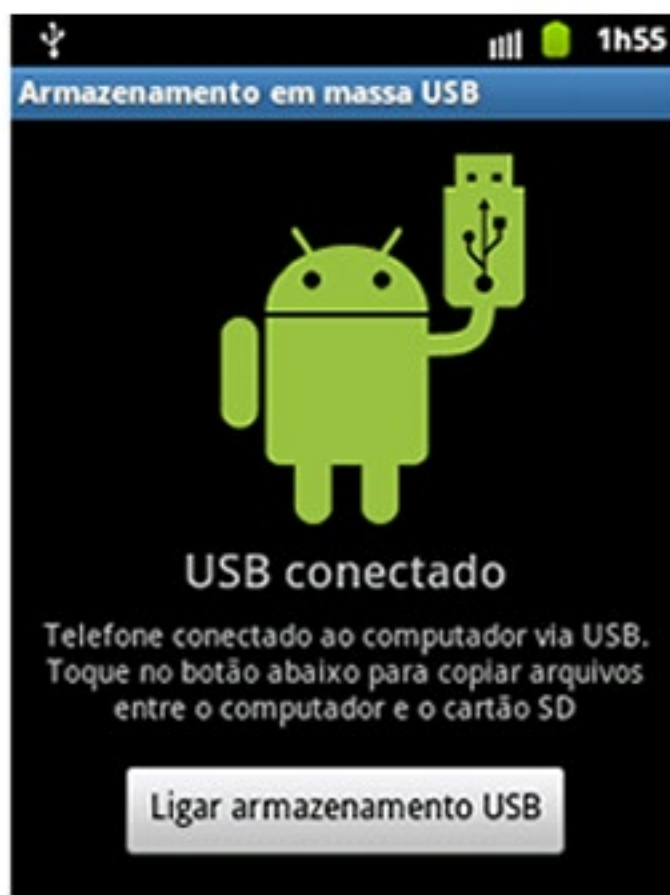 1h55
Armazenamento em massa USB
USB conectado
Telefone conectado ao computador via USB.
Toque no botão abaixo para copiar arquivos
entre o computador e o cartão SD
Ligar armazenamento USB